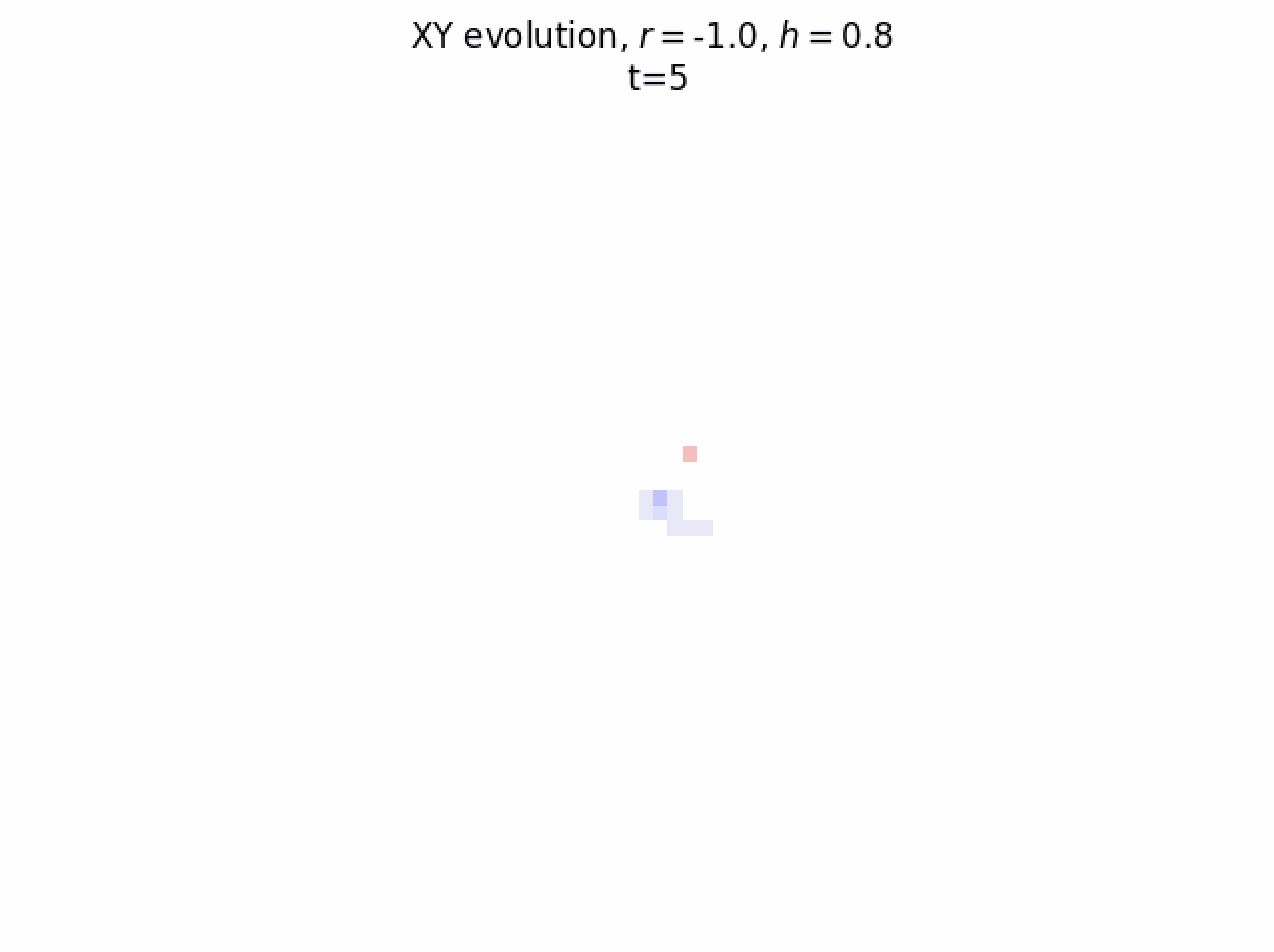 XY evolution, r = -1.0, h = 0.8
t=5